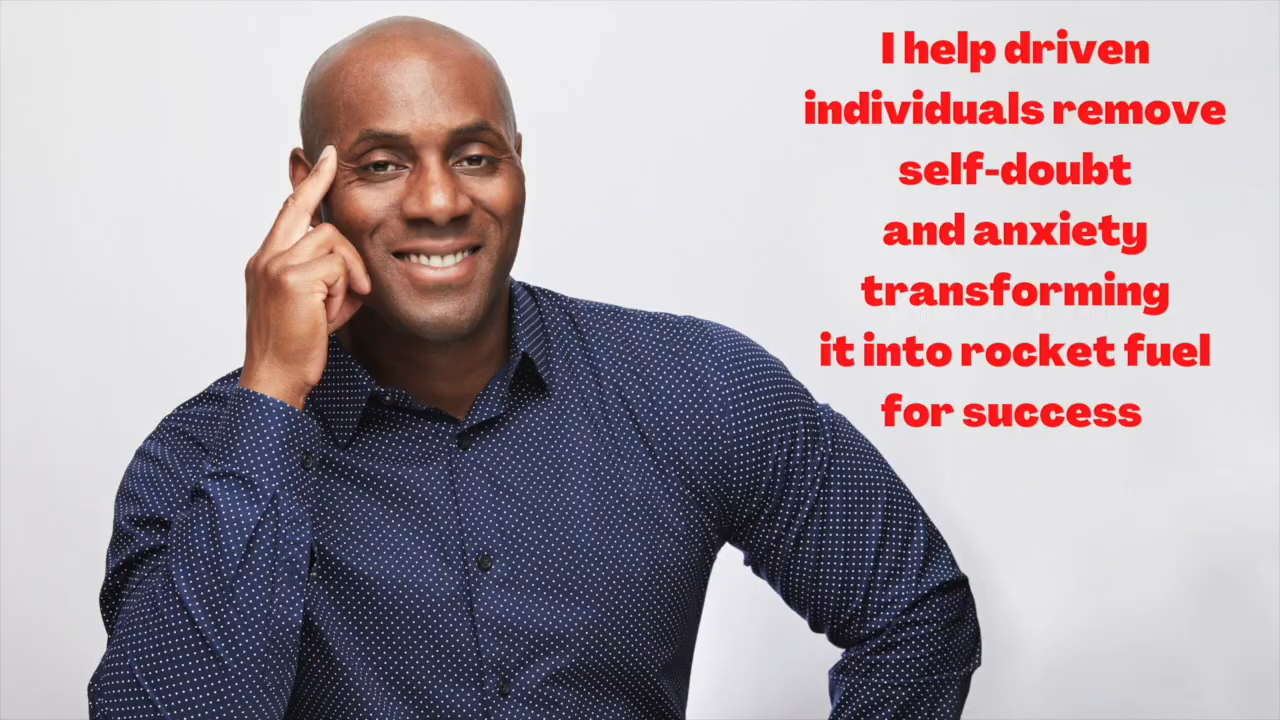 I help driven
individuals remove
self-doubt
and anxiety
transforming
it into rocket fuel
for success